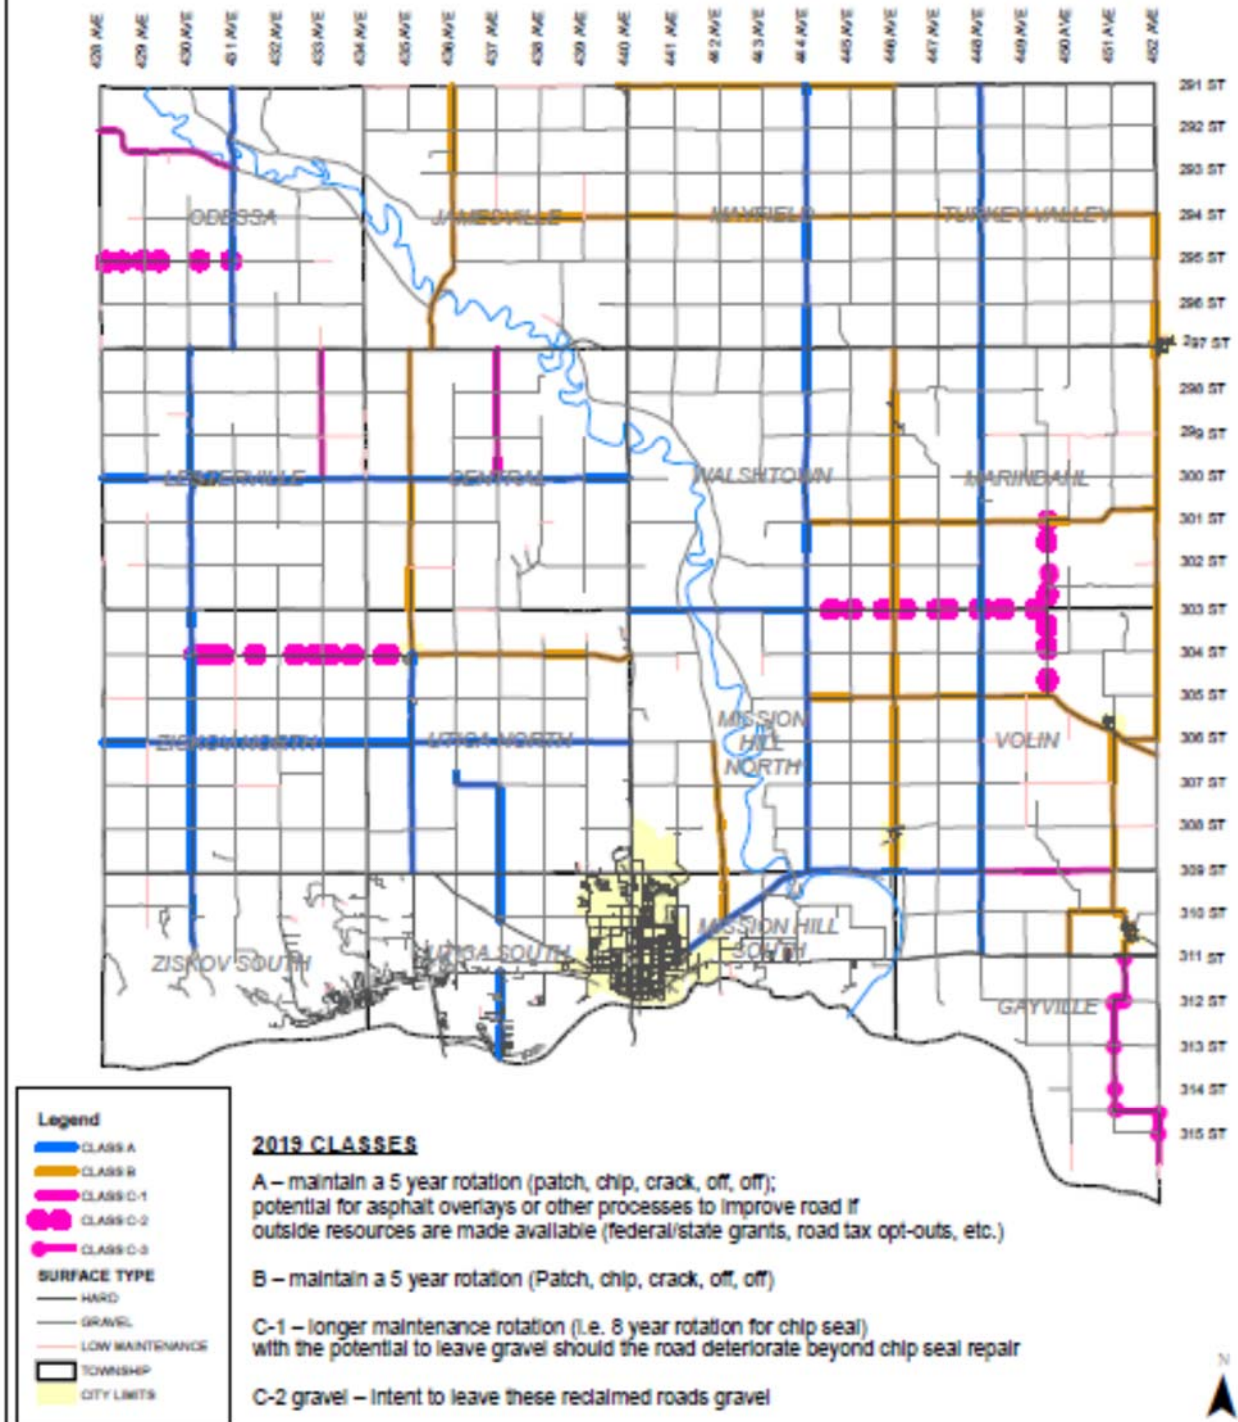 428 AVE 429 AVE 430 AVE 431 AVE 432 AVE 433 AVE 434 AVE 435 AVE 436 AVE 437 AVE 438 AVE 439 AVE 440 AVE 441 AVE 442 AVE 443 AVE 444 AVE 445 AVE 446 AVE 447 AVE 448 AVE 449 AVE 450 AVE 451 AVE 452 AVE
291 ST
292 ST
293 ST
ODESSA JAMESVILLE MAYFIELD TURKEY VALLEY 294 ST
295 ST
296 ST
297 ST
298 ST
299 ST
LESTERVILLE CENTRAL WALSHTOWN MARINDAHL 300 ST
301 ST
302 ST
303 ST
304 ST
305 ST
MISSION
ZISKOV NORTH UTICA NORTH HILL VOLIN 306 ST
NORTH
307 ST
308 ST
309 ST
310 ST
MISSION HILL
ZISKOV SOUTH UTICA SOUTH SOUTH 311 ST
GAYVILLE 312 ST
313 ST
314 ST
315 ST
Legend
CLASS A
CLASS B
CLASS C-1
CLASS C-2
CLASS C-3
SURFACE TYPE
HARD
GRAVEL
LOW MAINTENANCE
TOWNSHIP
CITY LIMITS
2019 CLASSES
A – maintain a 5 year rotation (patch, chip, crack, off, off);
potential for asphalt overlays or other processes to improve road if
outside resources are made available (federal/state grants, road tax opt-outs, etc.)
B – maintain a 5 year rotation (Patch, chip, crack, off, off)
C-1 – longer maintenance rotation (i.e. 8 year rotation for chip seal)
with the potential to leave gravel should the road deteriorate beyond chip seal repair
C-2 gravel – intent to leave these reclaimed roads gravel
N